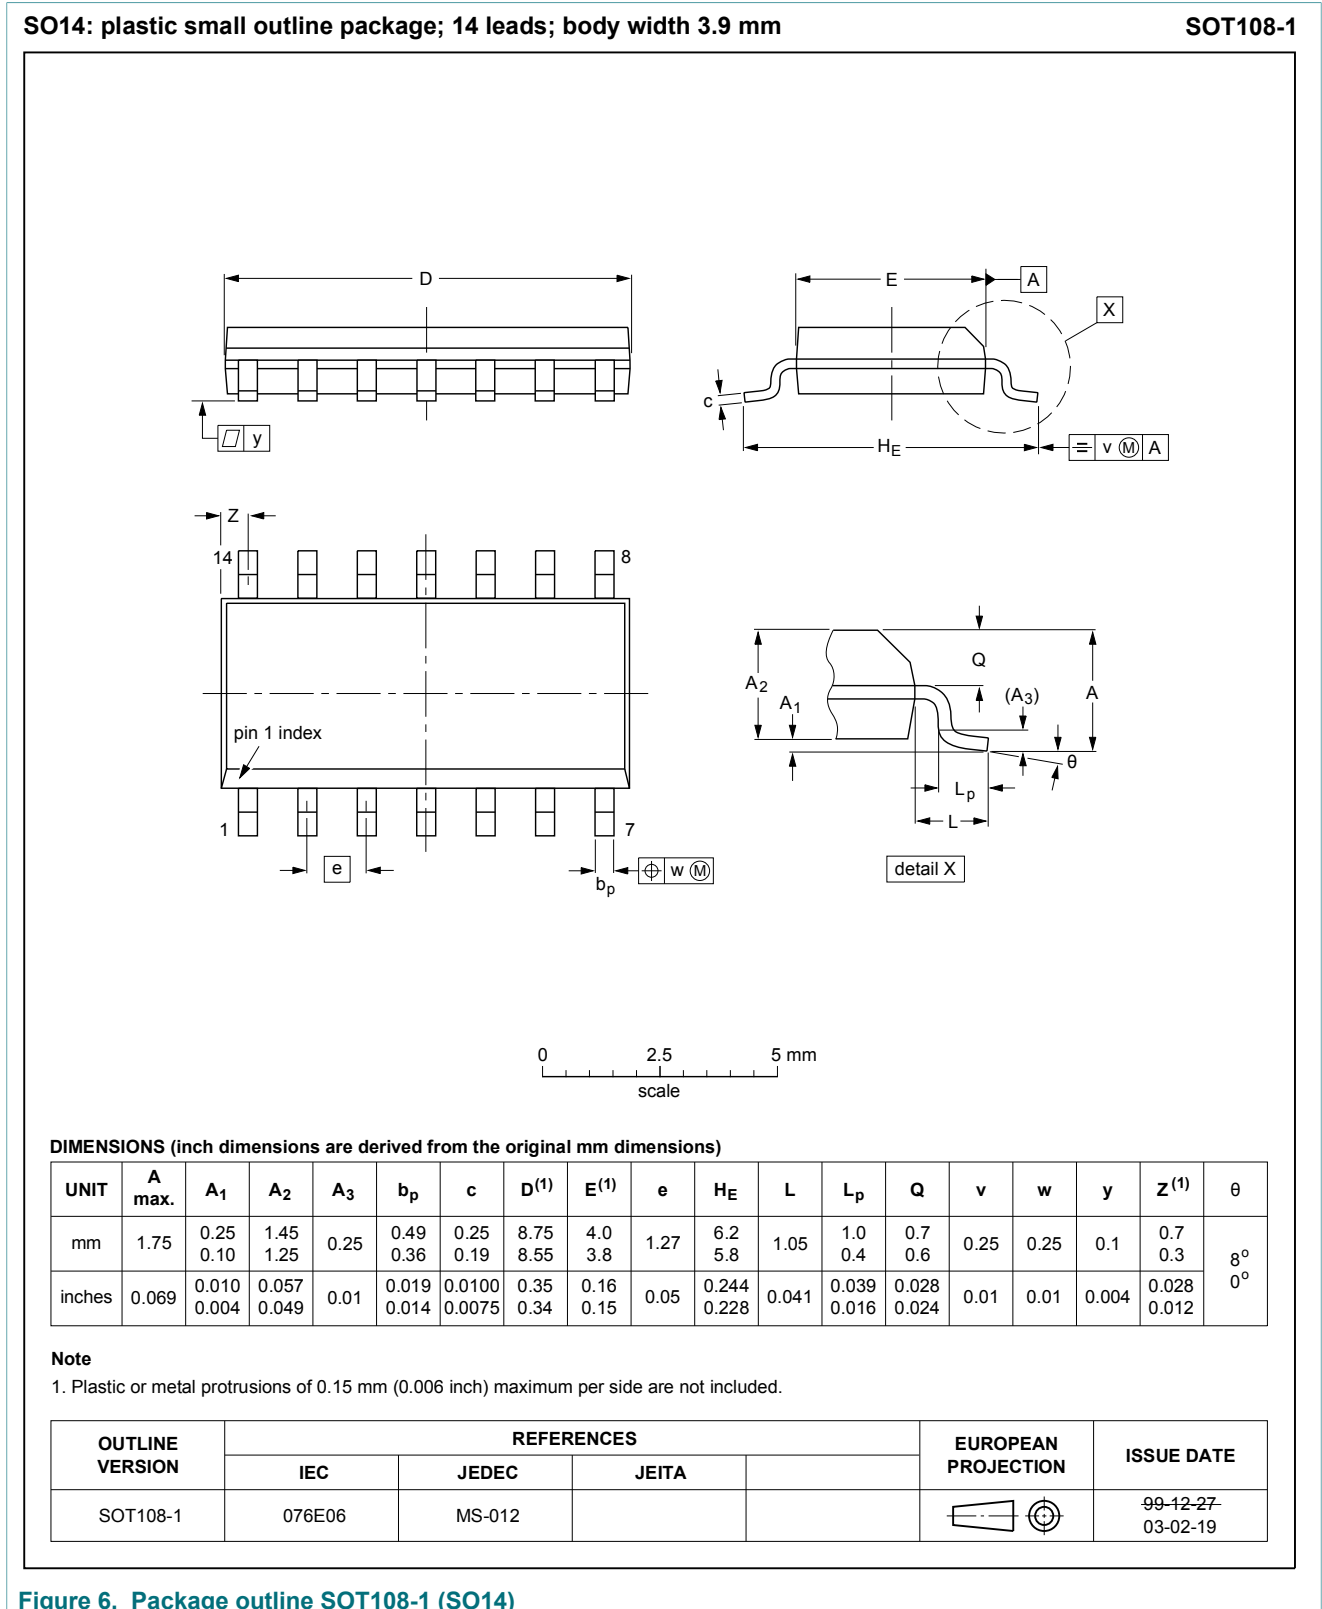 SO14: plastic small outline package; 14 leads; body width 3.9 mm SOT108-1
D
E
A
X
y
c
HE
v M A
Z
14
8
pin 1 index
1
7
e
bp
w M
Q
A2
A1
(A3)
A
θ
Lp
L
detail X
0 2.5 5 mm
scale
DIMENSIONS (inch dimensions are derived from the original mm dimensions)
UNIT A max. A1 A2 A3 bp c D(1) E(1) e HE L Lp Q v w y Z(1) θ
mm 1.75 0.25 0.10 1.45 1.25 0.25 0.49 0.36 0.25 0.19 8.75 8.55 4.0 3.8 1.27 6.2 5.8 1.05 1.0 0.4 0.7 0.6 0.25 0.25 0.1 0.7 0.3 8o 0o
inches 0.069 0.010 0.004 0.057 0.049 0.01 0.019 0.014 0.0100 0.0075 0.35 0.34 0.16 0.15 0.05 0.244 0.228 0.041 0.039 0.016 0.028 0.024 0.01 0.01 0.004 0.028 0.012
Note
1. Plastic or metal protrusions of 0.15 mm (0.006 inch) maximum per side are not included.
OUTLINE VERSION REFERENCES EUROPEAN PROJECTION ISSUE DATE
IEC JEDEC JEITA
SOT108-1 076E06 MS-012 99-12-27
03-02-19
Figure 6. Package outline SOT108-1 (SO14)